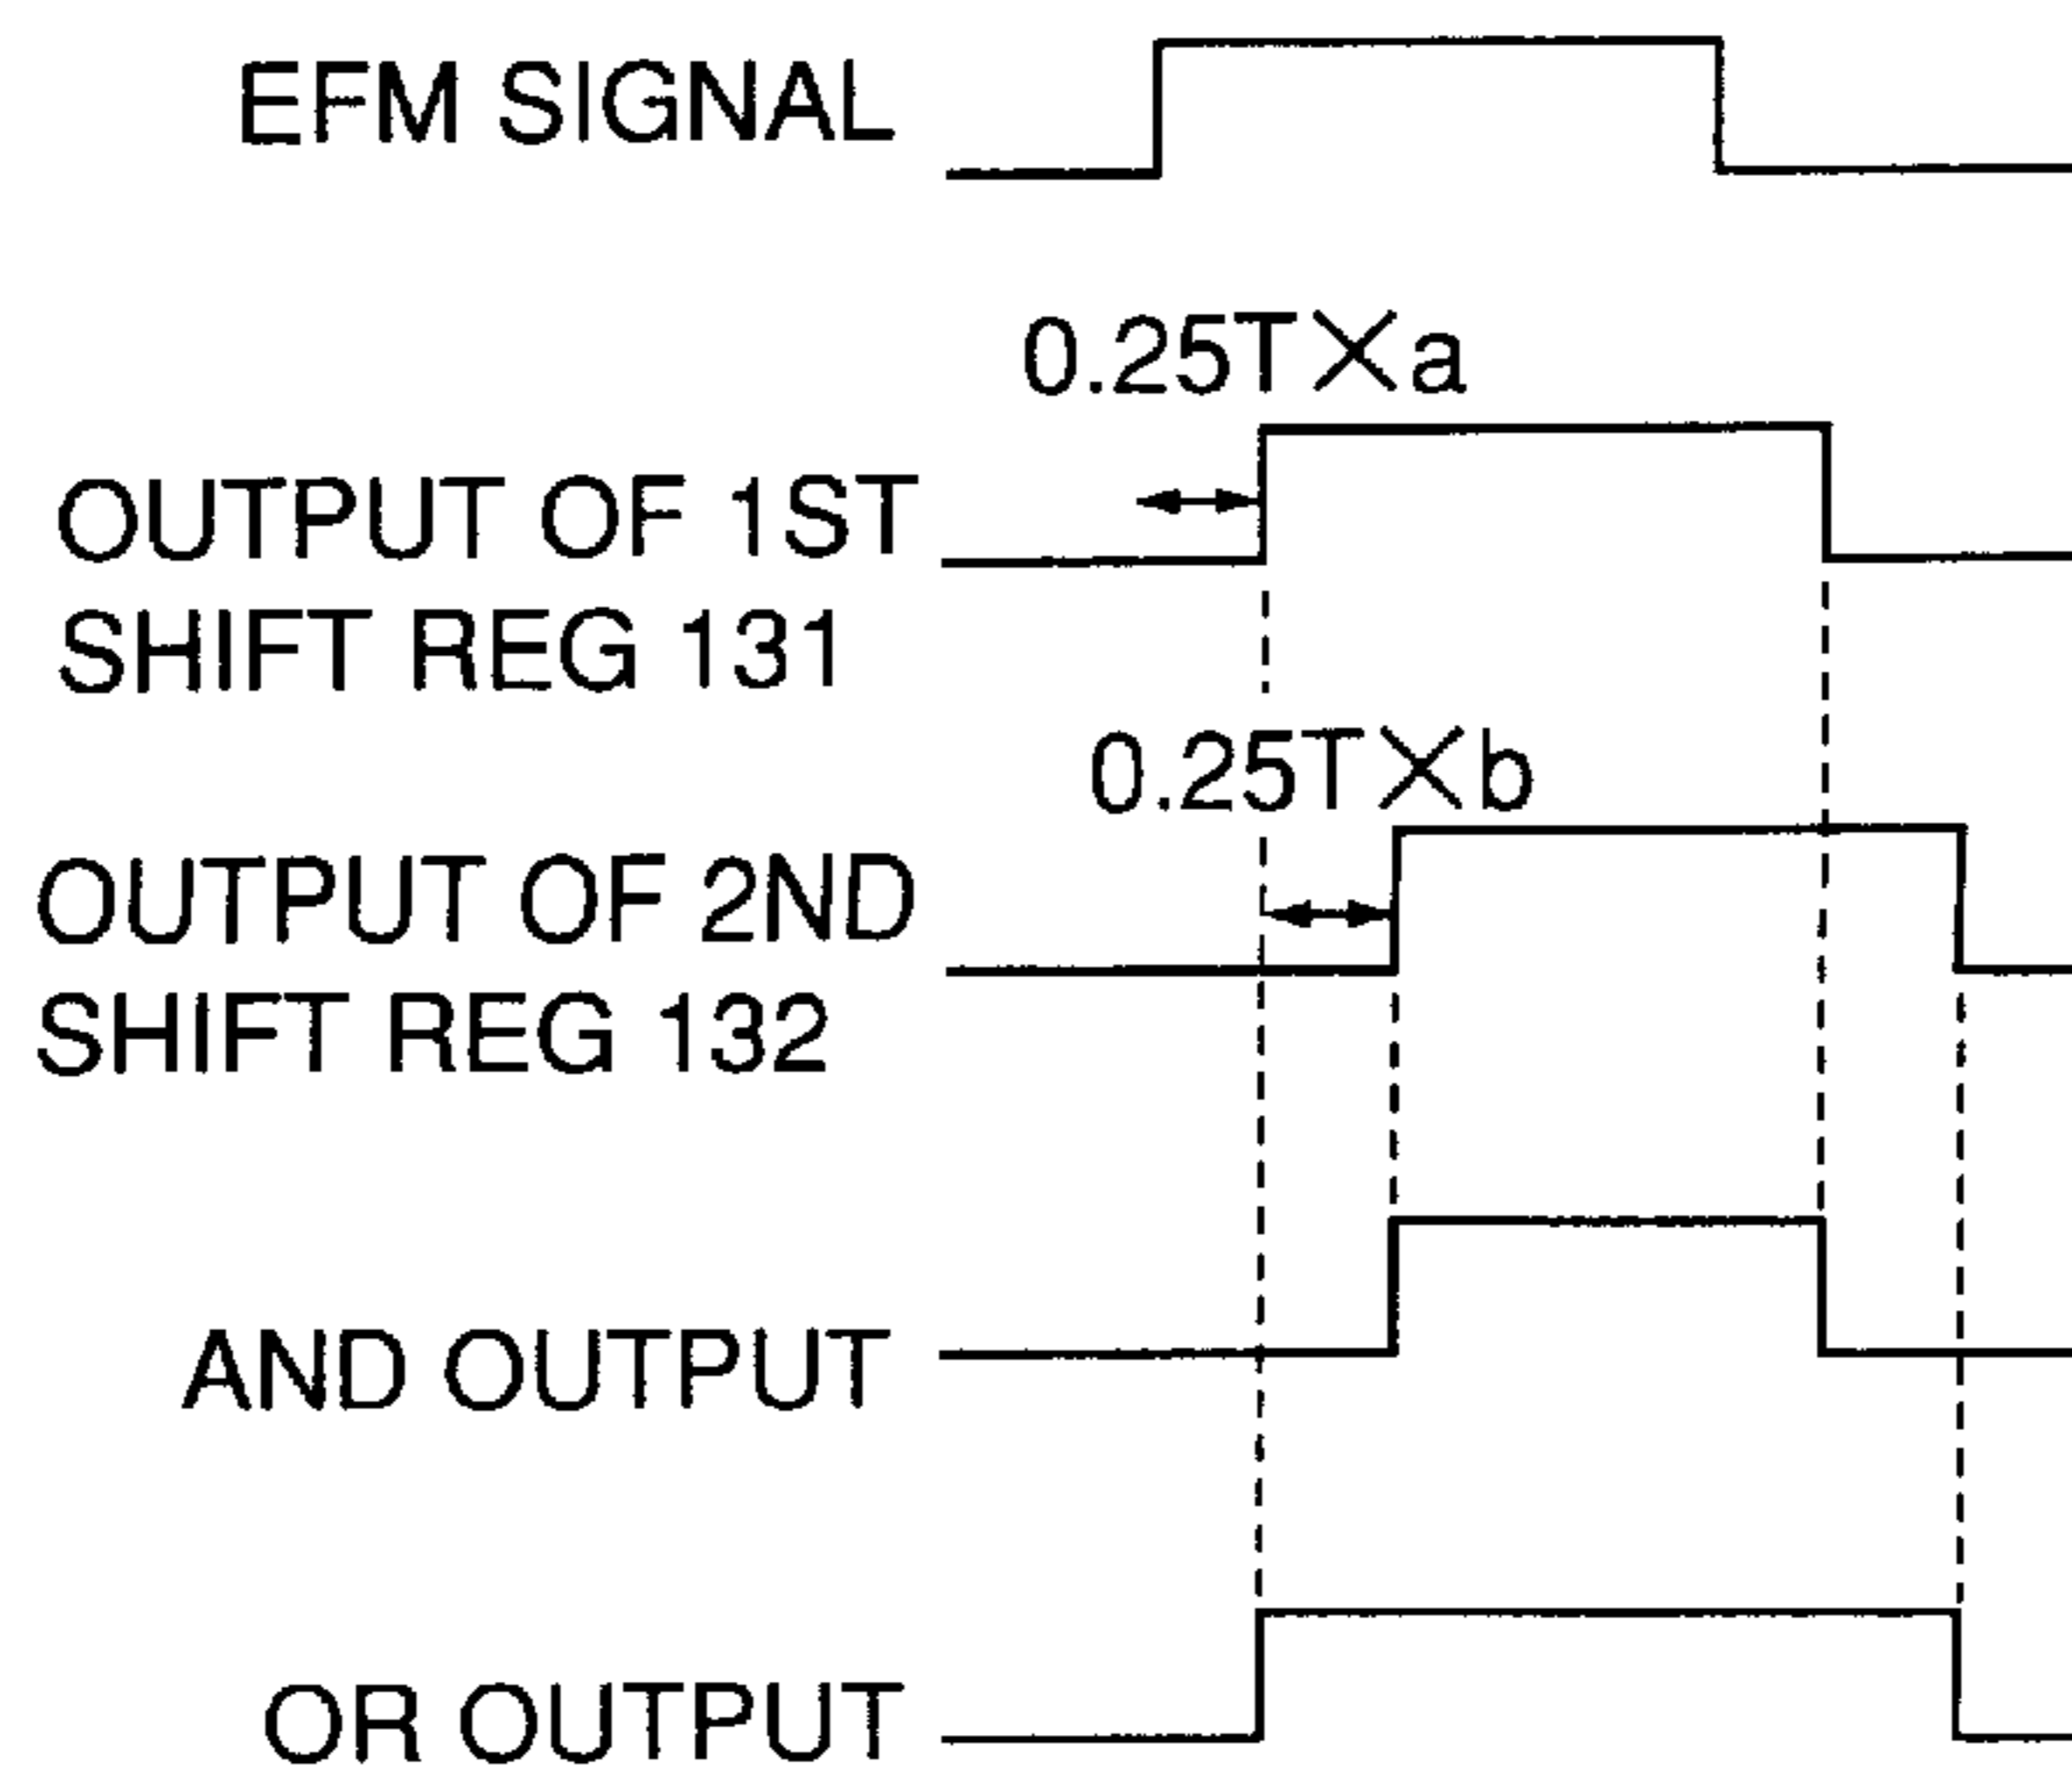 EFM SIGNAL
0.25T×a
OUTPUT OF 1ST
SHIFT REG 131
0.25T×b
OUTPUT OF 2ND
SHIFT REG 132
AND OUTPUT
OR OUTPUT